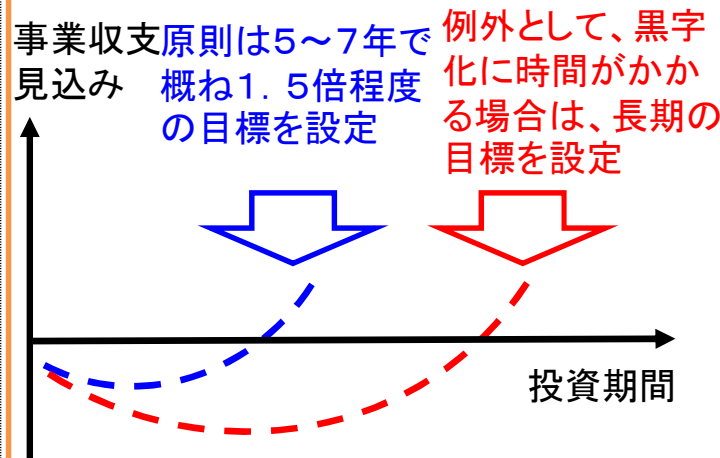 事業収支
見込み
原則は5～7年で
概ね1．5倍程度
の目標を設定
例外として、黒字
化に時間がかか
る場合は、長期の
目標を設定
投資期間